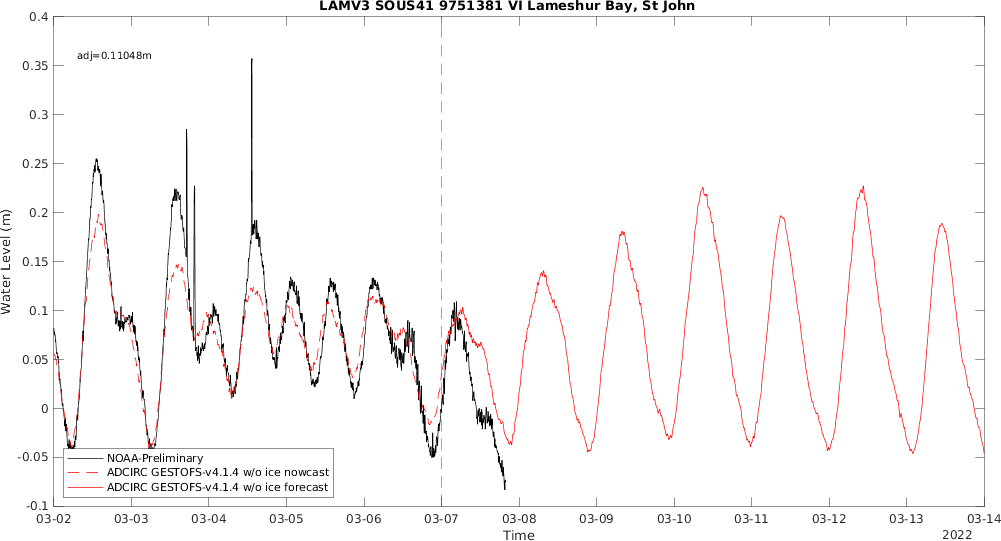 LAMV3 SOUS41 9751381 VI Lameshur Bay, St John
adj=0.11048m
0.4
0.35
0.3
0.25
0.2
0.15
0.1
0.05
0
-0.05
-0.1
Water Level (m)
NOAA-Preliminary
ADCIRC GESTOFS-v4.1.4 w/o ice nowcast
ADCIRC GESTOFS-v4.1.4 w/o ice forecast
03-02 03-03 03-04 03-05 03-06 03-07 03-08 03-09 03-10 03-11 03-12 03-13 03-14
Time
2022